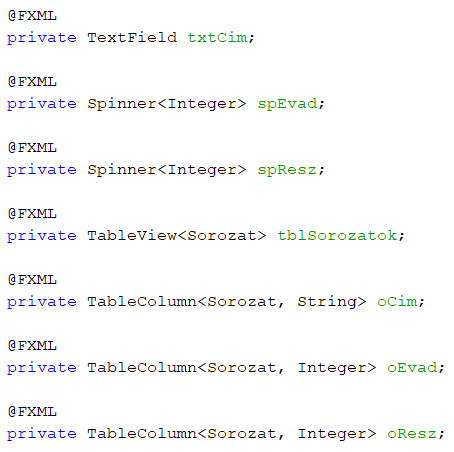 @FXML
private TextField txtCim;
@FXML
private Spinner<Integer> spEvad;
@FXML
private Spinner<Integer> spResz;
@FXML
private TableView<Sorozat> tblSorozatok;
@FXML
private TableColumn<Sorozat, String> oCim;
@FXML
private TableColumn<Sorozat, Integer> oEvad;
@FXML
private TableColumn<Sorozat, Integer> oResz;